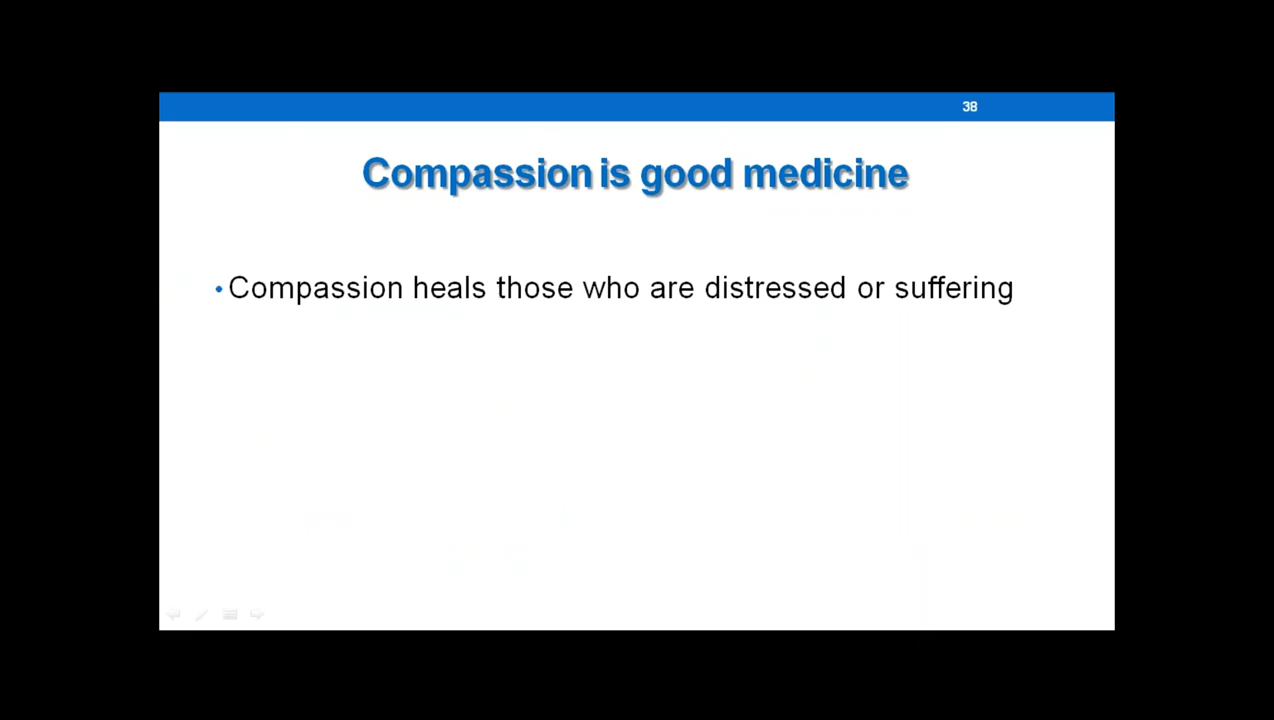 38
Compassion is good medicine
• Compassion heals those who are distressed or suffering